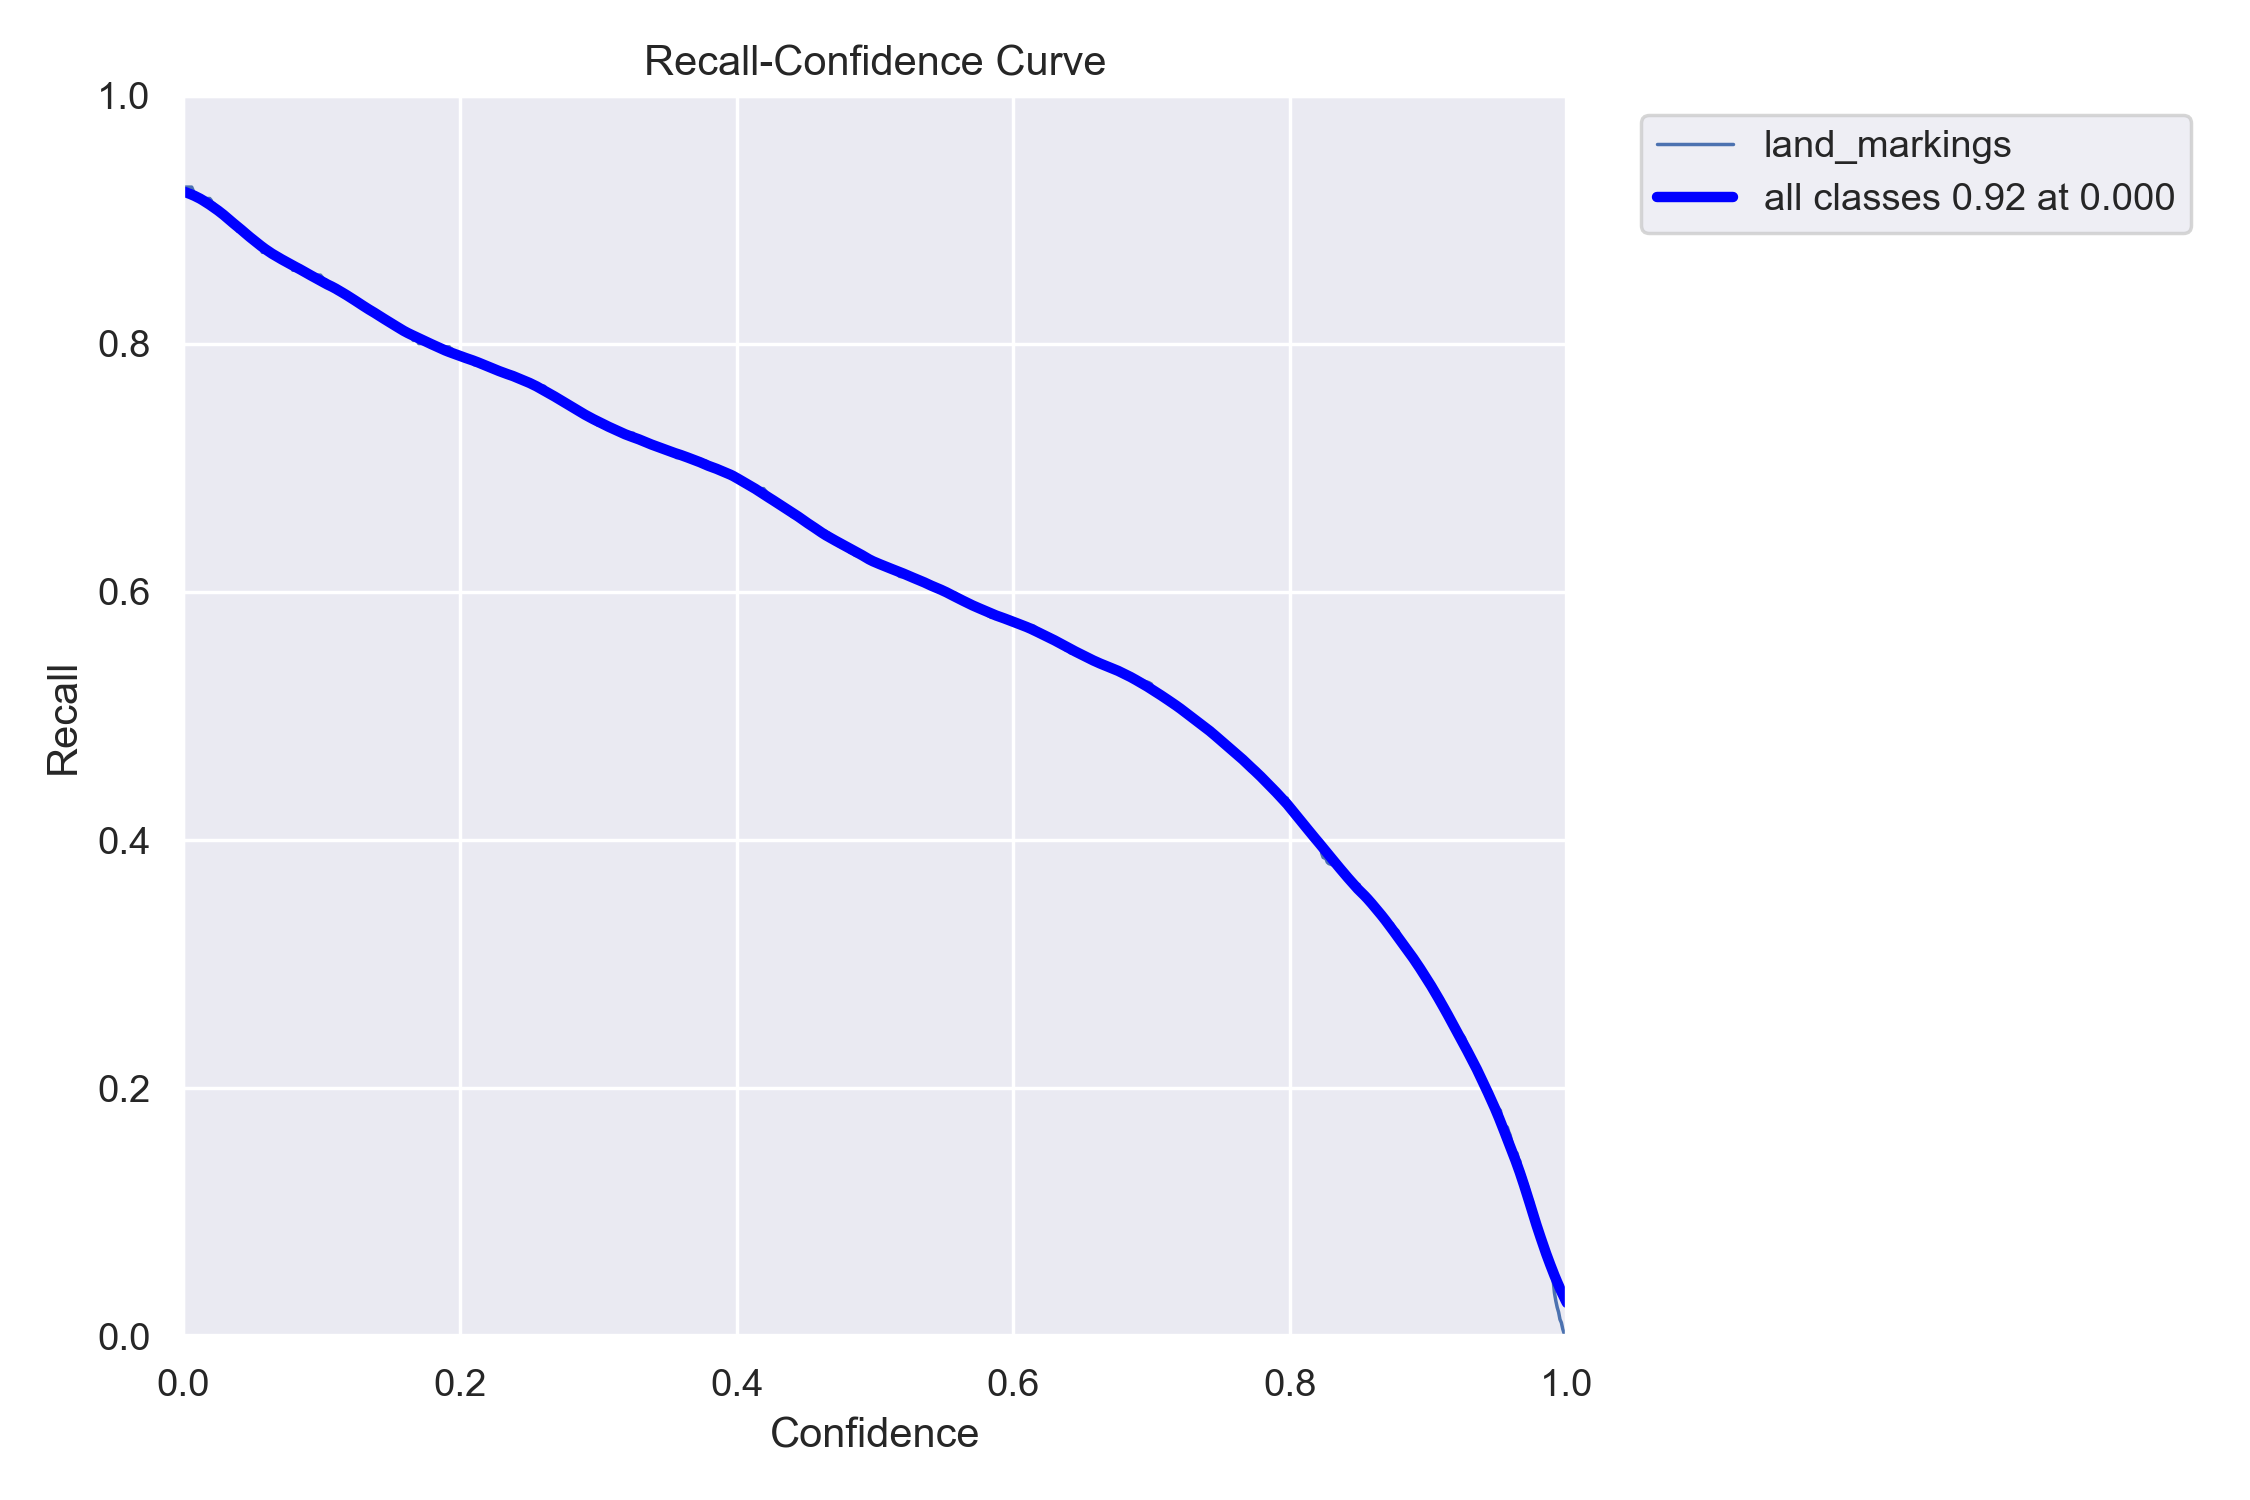 Recall-Confidence Curve
land_markings
all classes 0.92 at 0.000
1.0
0.8
0.6
0.4
0.2
0.0
Recall
0.0 0.2 0.4 0.6 0.8 1.0
Confidence